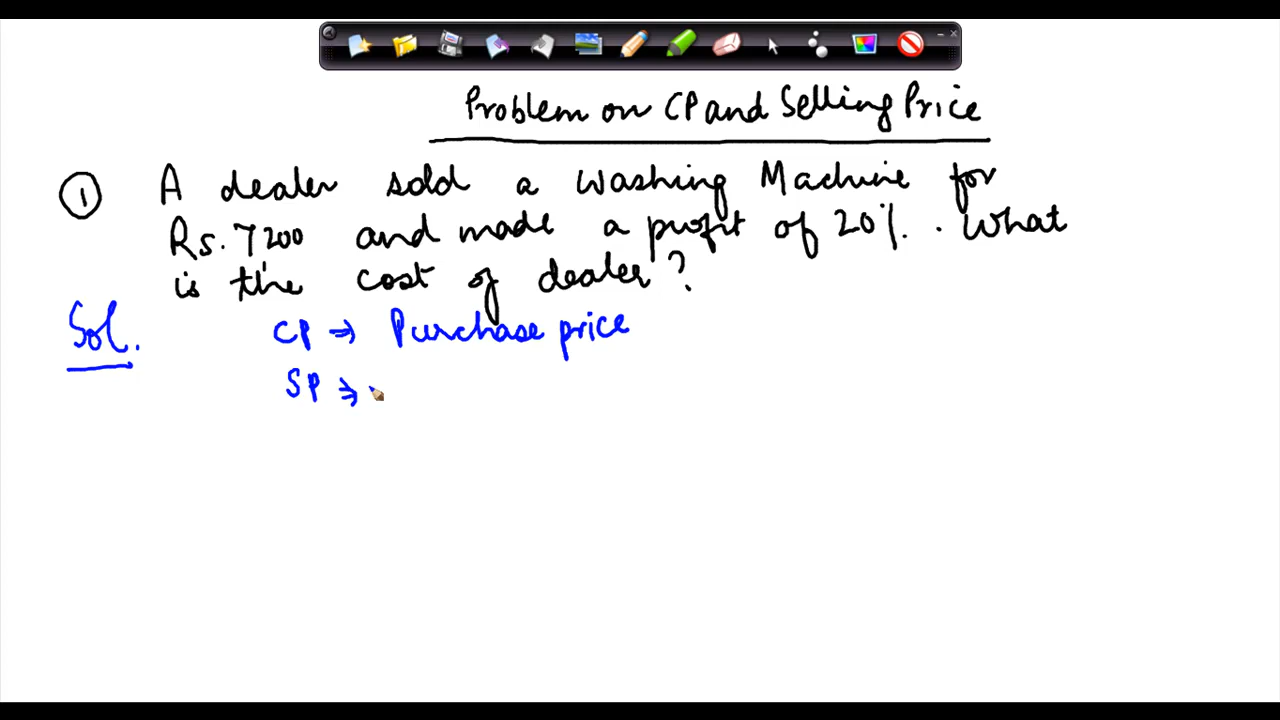 Problem on CP and Selling Price
① A dealer sold a Washing Machine for
Rs. 7200 and made a profit of 20%. What
is the cost of dealer?
Sol. CP ⇒ Purchase price
SP ⇒